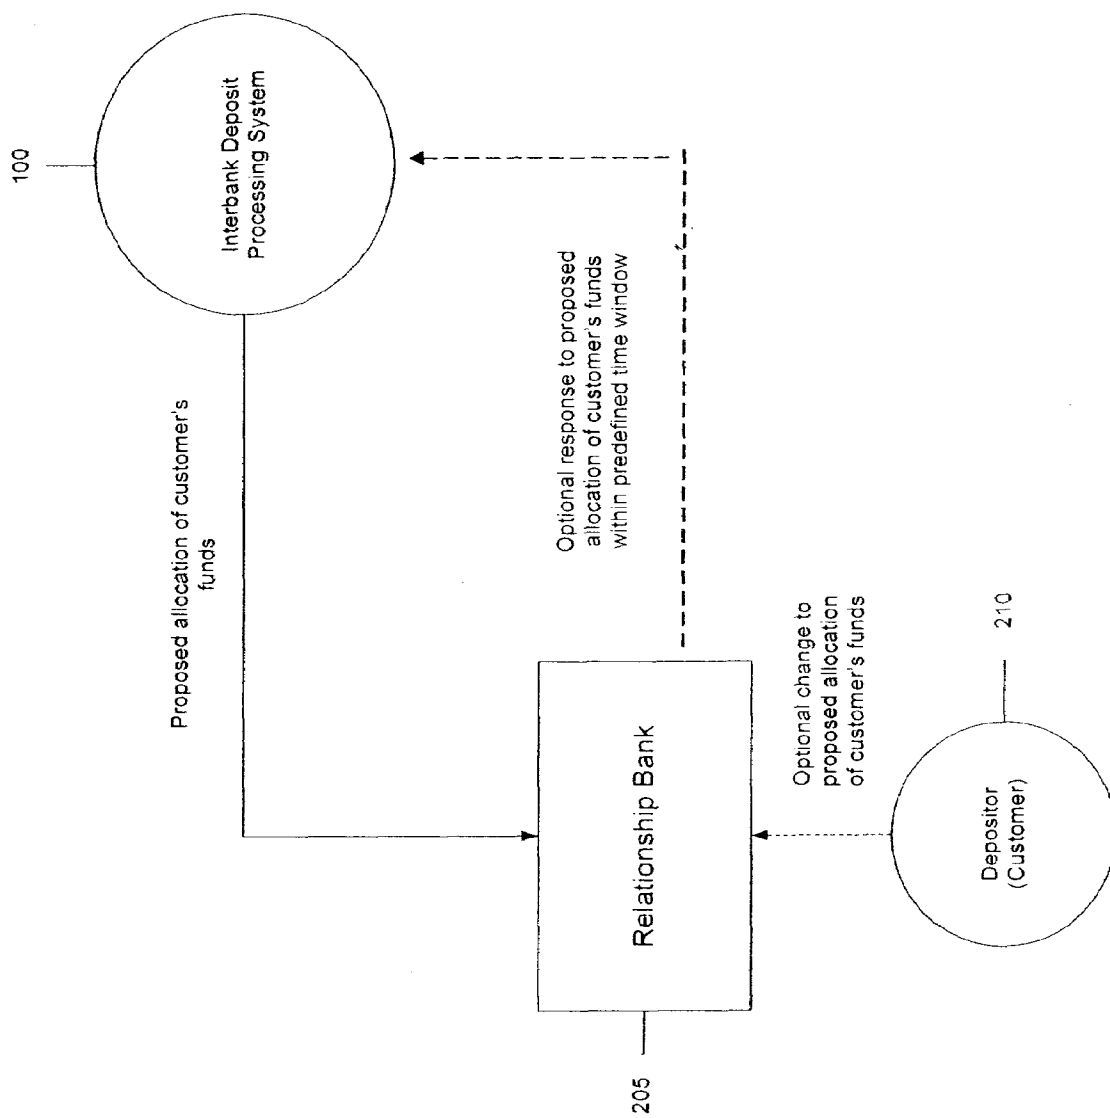 100
Interbank Deposit
Processing System
Proposed allocation of customer's
funds
Optional response to proposed
allocation of customer's funds
within predefined time window
Relationship Bank
205
Optional change to
proposed allocation
of customer's funds
210
Depositor
(Customer)